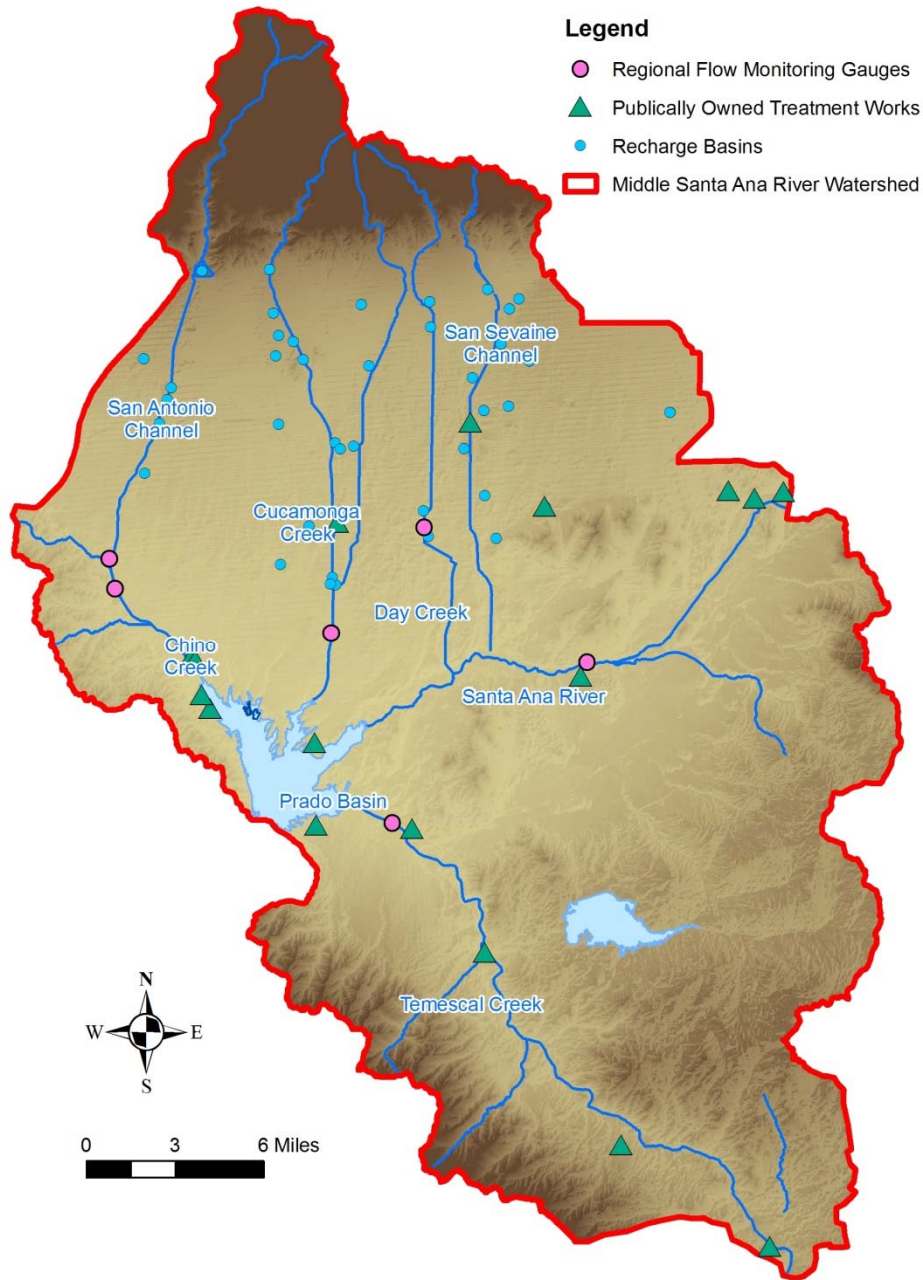 Legend
Regional Flow Monitoring Gauges
Publically Owned Treatment Works
Recharge Basins
Middle Santa Ana River Watershed
San Sevaine
Channel
San Antonio
Channel
Cucamonga
Creek
Day Creek
Chino
Creek
Santa Ana River
Prado Basin
Temescal Creek
N
W
E
S
0 3 6 Miles